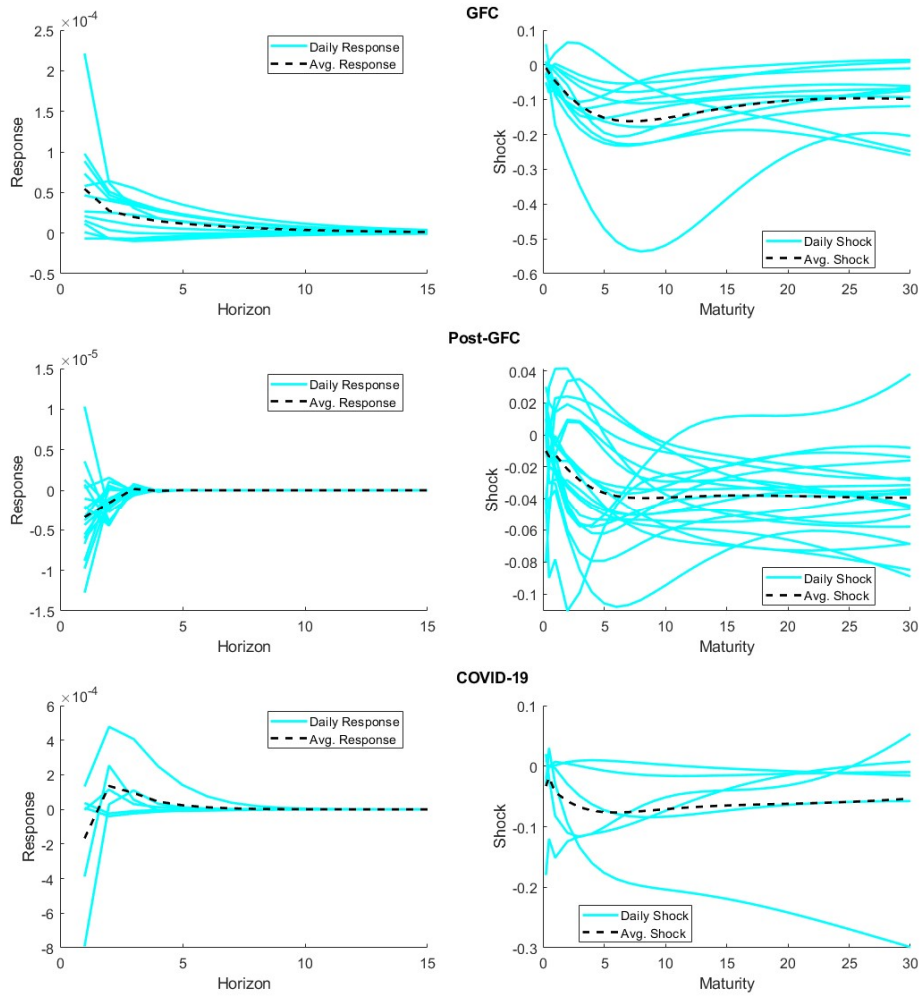 GFC
×10⁻⁴
2.5
2
1.5
1
0.5
0
-0.5
Response
0 5 10 15
Horizon
Daily Response
Avg. Response
0.1
0
-0.1
-0.2
-0.3
-0.4
-0.5
-0.6
Shock
0 5 10 15 20 25 30
Maturity
Daily Shock
Avg. Shock
Post-GFC
×10⁻⁵
1.5
1
0.5
0
-0.5
-1
-1.5
Response
0 5 10 15
Horizon
Daily Response
Avg. Response
0.04
0.02
0
-0.02
-0.04
-0.06
-0.08
-0.1
Shock
0 5 10 15 20 25 30
Maturity
Daily Shock
Avg. Shock
COVID-19
×10⁻⁴
6
4
2
0
-2
-4
-6
-8
Response
0 5 10 15
Horizon
Daily Response
Avg. Response
0.1
0
-0.1
-0.2
-0.3
Shock
0 5 10 15 20 25 30
Maturity
Daily Shock
Avg. Shock